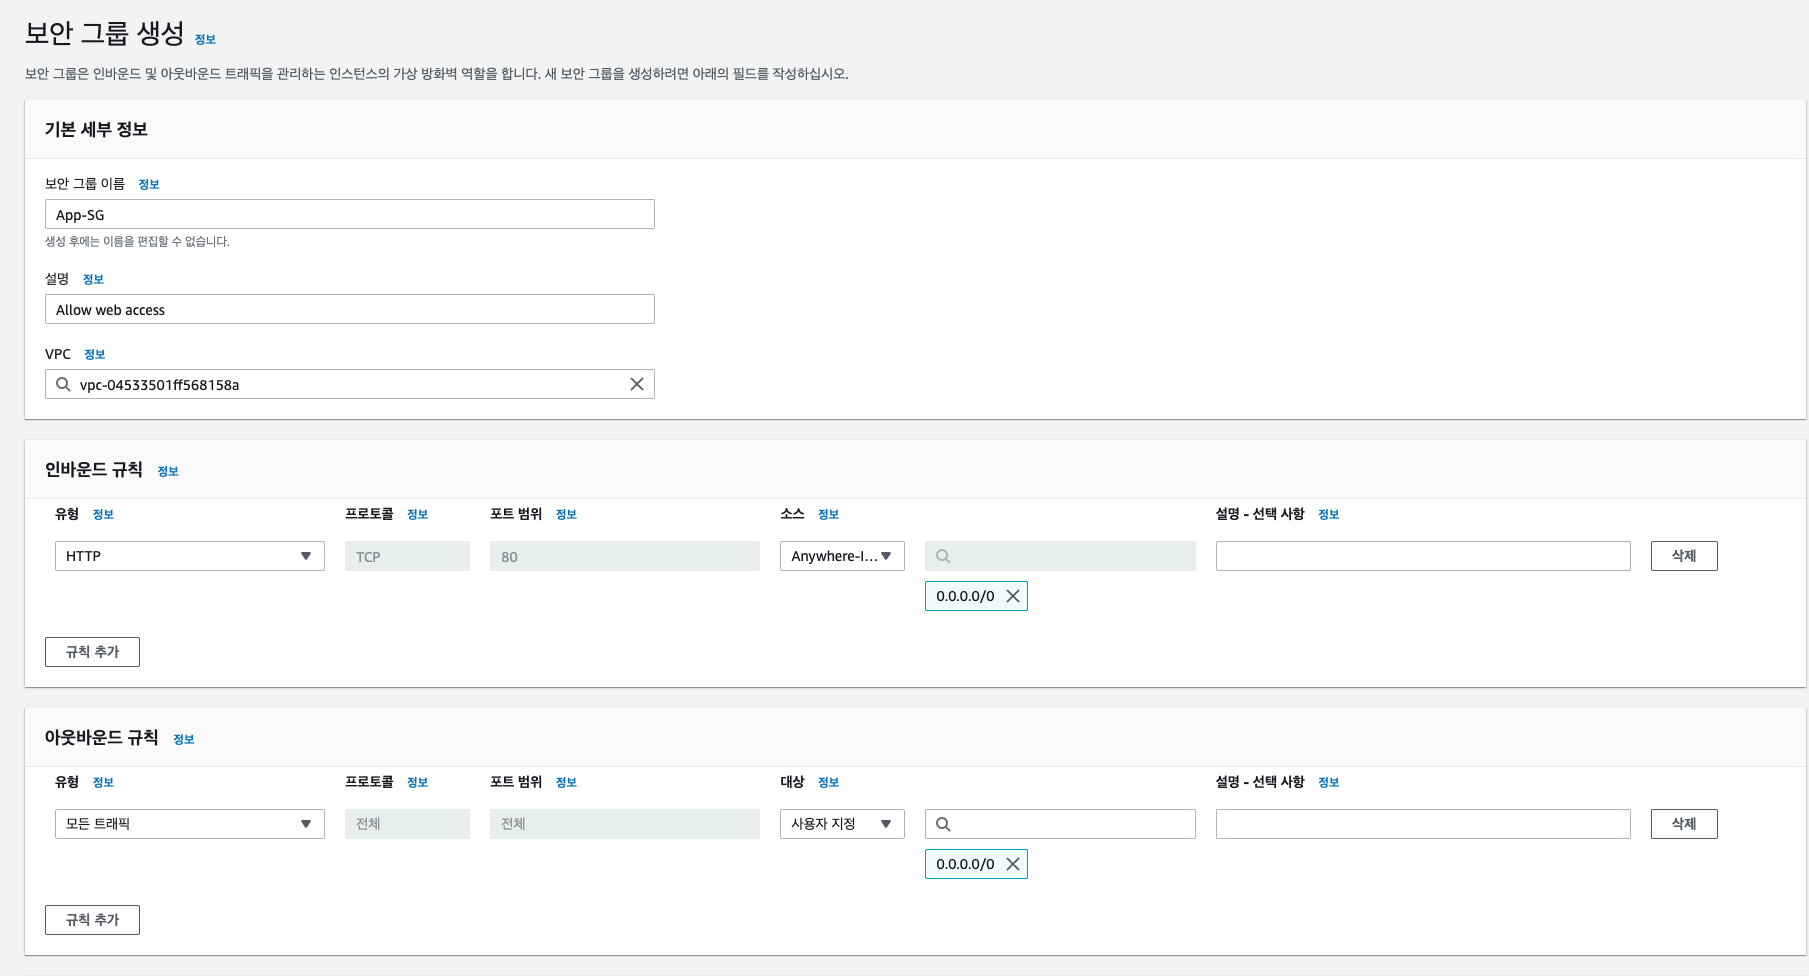 보안 그룹 생성 정보
보안 그룹은 인바운드 및 아웃바운드 트래픽을 관리하는 인스턴스의 가상 방화벽 역할을 합니다. 새 보안 그룹을 생성하려면 아래의 필드를 작성하십시오.
기본 세부 정보
보안 그룹 이름 정보
App-SG
생성 후에는 이름을 편집할 수 없습니다.
설명 정보
Allow web access
VPC 정보
vpc-04533501ff568158a
인바운드 규칙 정보
유형 정보 프로토콜 정보 포트 범위 정보 소스 정보 설명 - 선택 사항 정보
HTTP TCP 80 Anywhere-I... 삭제
0.0.0.0/0
규칙 추가
아웃바운드 규칙 정보
유형 정보 프로토콜 정보 포트 범위 정보 대상 정보 설명 - 선택 사항 정보
모든 트래픽 전체 전체 사용자 지정 삭제
0.0.0.0/0
규칙 추가